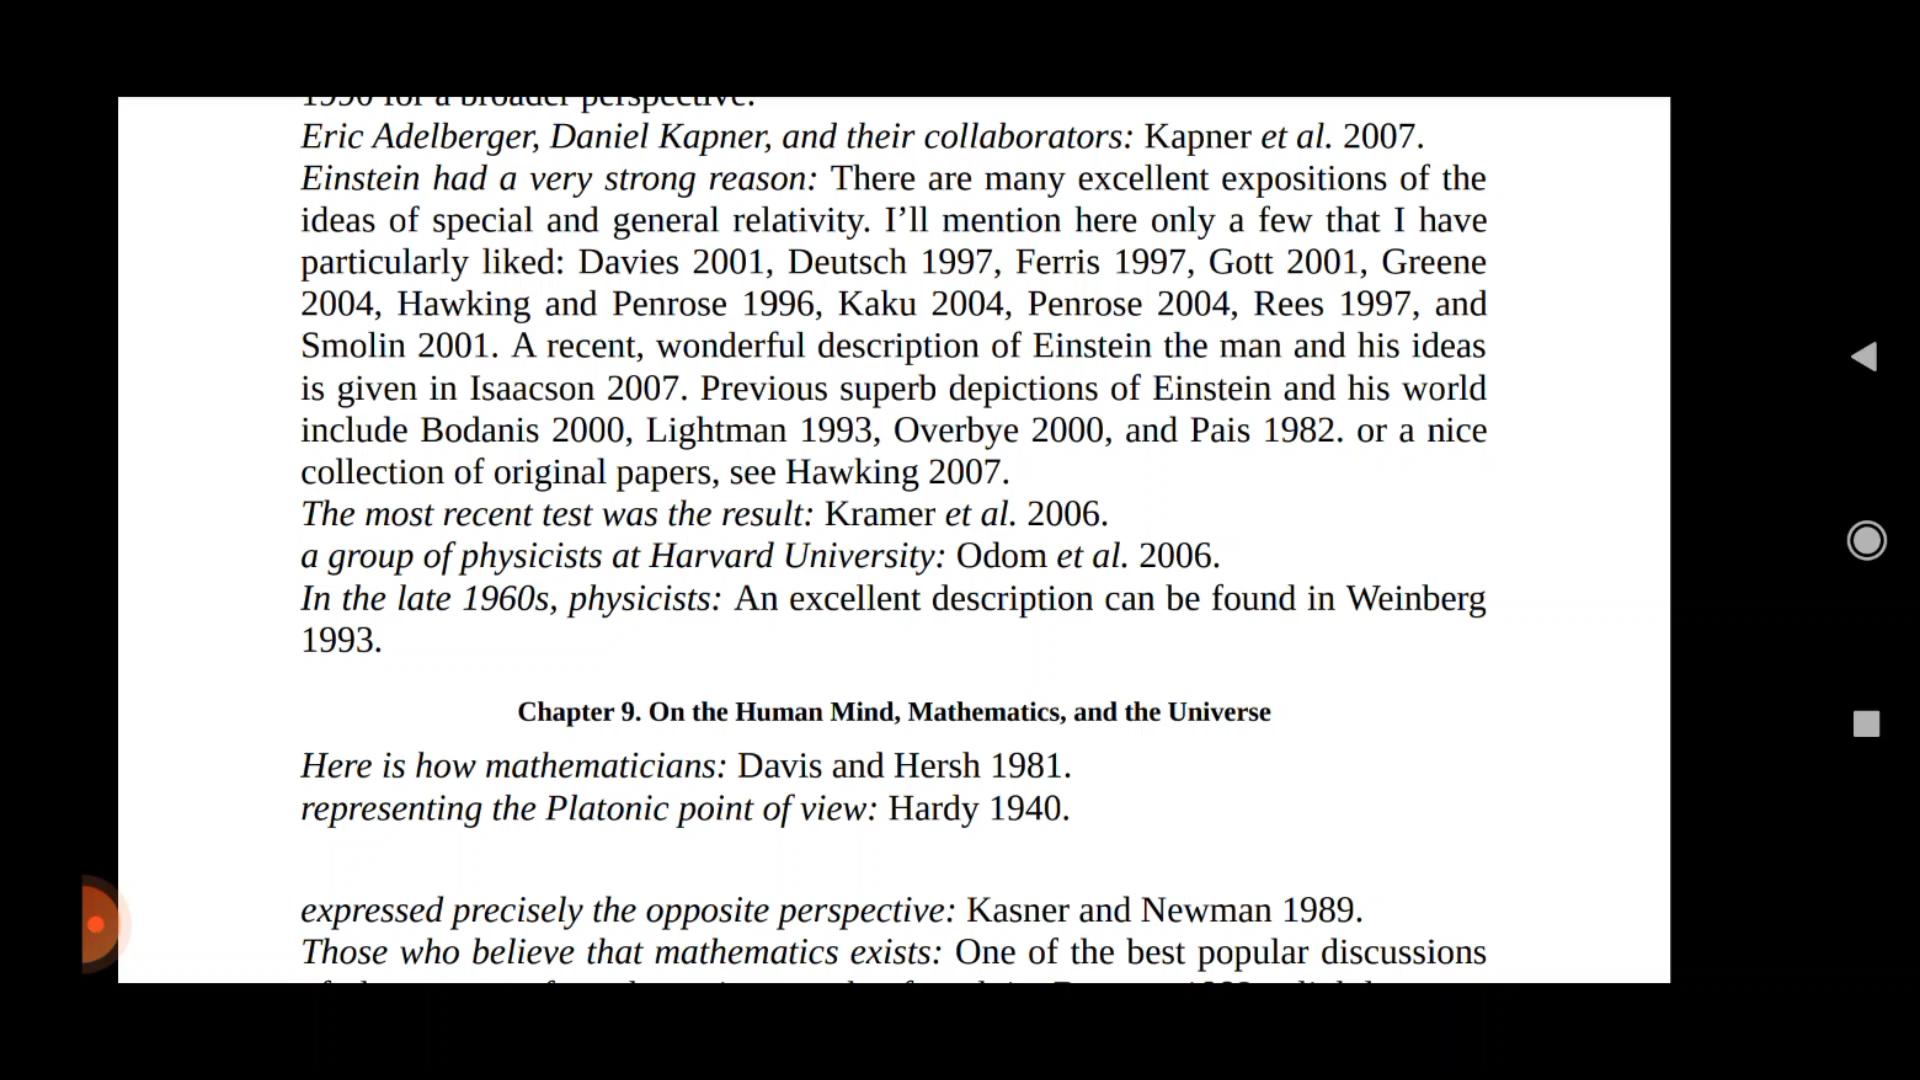 1990 for a broader perspective.
Eric Adelberger, Daniel Kapner, and their collaborators: Kapner et al. 2007.
Einstein had a very strong reason: There are many excellent expositions of the
ideas of special and general relativity. I’ll mention here only a few that I have
particularly liked: Davies 2001, Deutsch 1997, Ferris 1997, Gott 2001, Greene
2004, Hawking and Penrose 1996, Kaku 2004, Penrose 2004, Rees 1997, and
Smolin 2001. A recent, wonderful description of Einstein the man and his ideas
is given in Isaacson 2007. Previous superb depictions of Einstein and his world
include Bodanis 2000, Lightman 1993, Overbye 2000, and Pais 1982. or a nice
collection of original papers, see Hawking 2007.
The most recent test was the result: Kramer et al. 2006.
a group of physicists at Harvard University: Odom et al. 2006.
In the late 1960s, physicists: An excellent description can be found in Weinberg
1993.
Chapter 9. On the Human Mind, Mathematics, and the Universe
Here is how mathematicians: Davis and Hersh 1981.
representing the Platonic point of view: Hardy 1940.
expressed precisely the opposite perspective: Kasner and Newman 1989.
Those who believe that mathematics exists: One of the best popular discussions